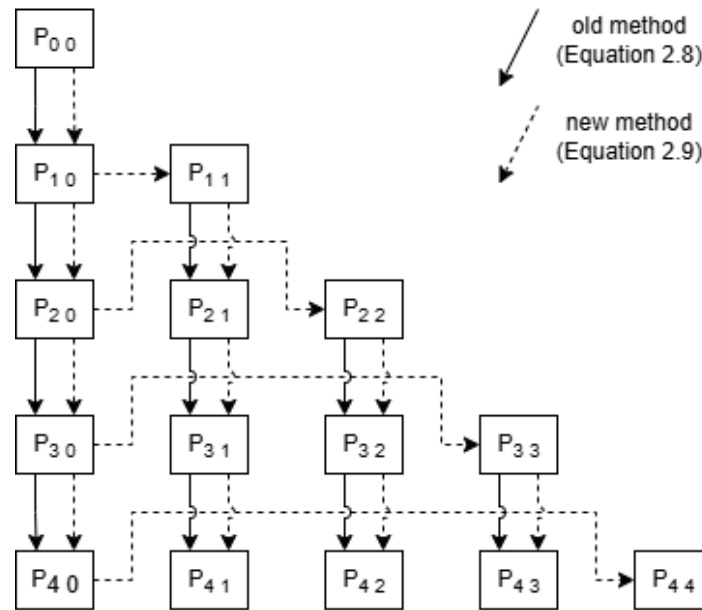 P0 0
old method
(Equation 2.8)
new method
(Equation 2.9)
P1 0
P1 1
P2 0
P2 1
P2 2
P3 0
P3 1
P3 2
P3 3
P4 0
P4 1
P4 2
P4 3
P4 4